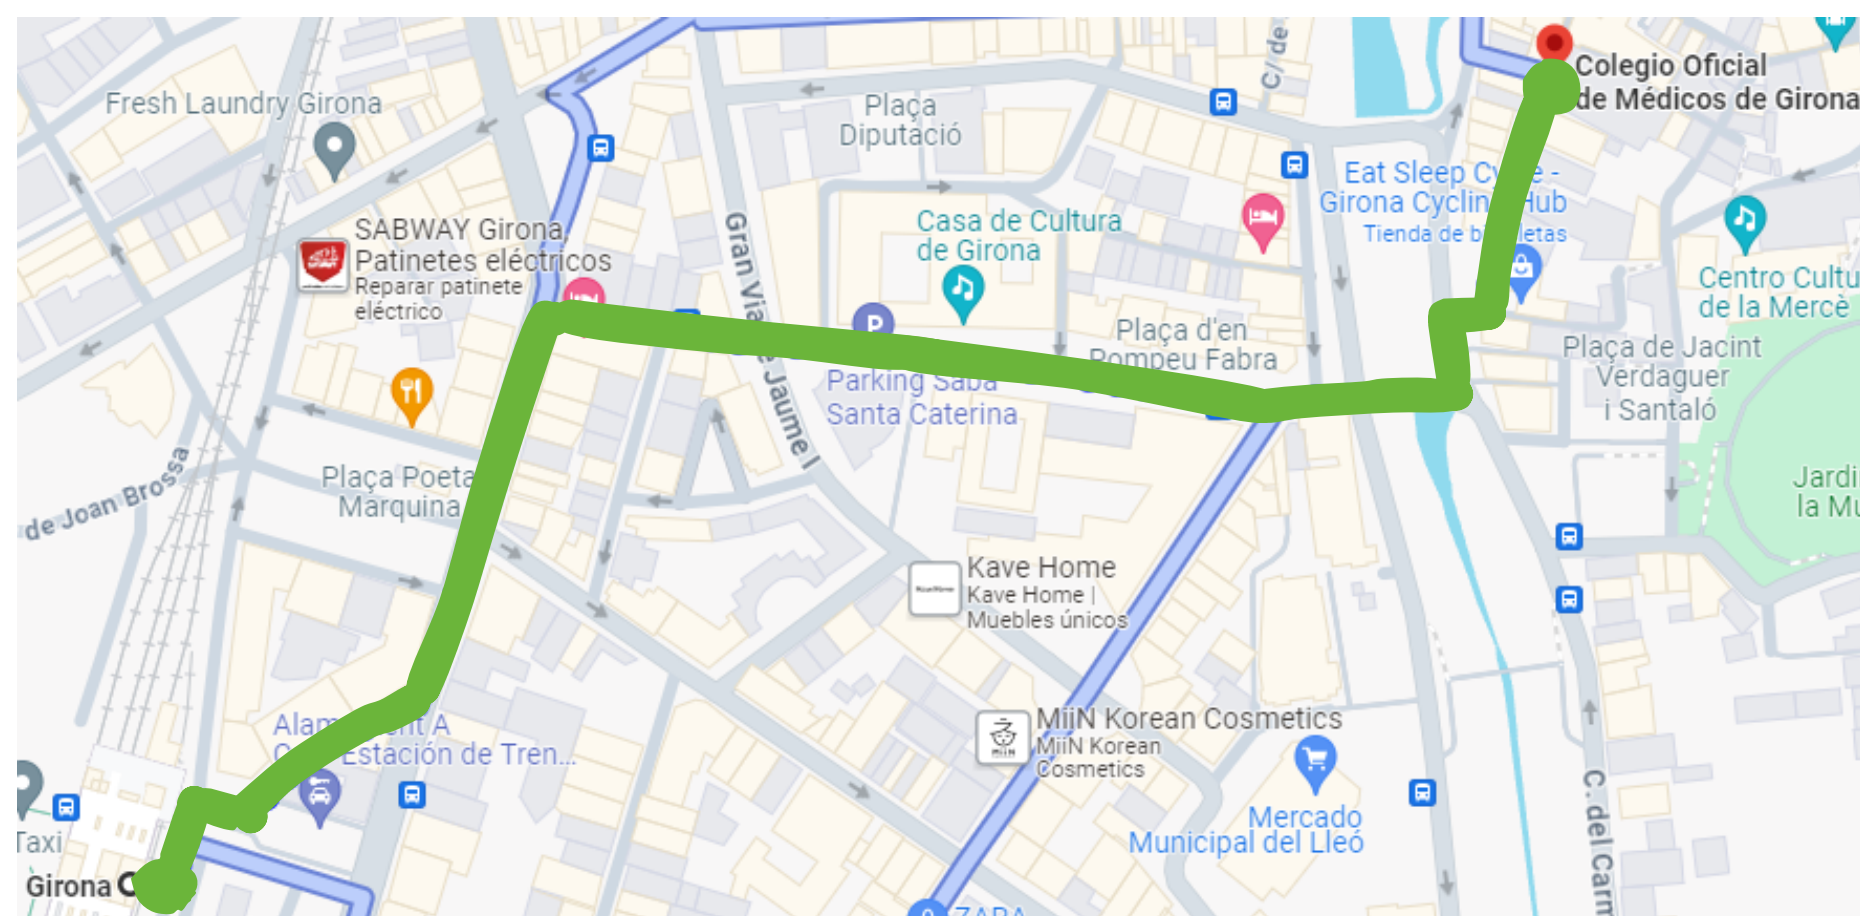 Colegio Oficial
de Médicos de Girona
Fresh Laundry Girona
Plaça
Diputació
C/ de
Eat Sleep
Girona Cyclin Hub
Tienda de
SABWAY Girona
Patinetes eléctricos
Reparar patinete
eléctrico
Casa de Cultura
de Girona
Gran Via
Jaume I
Centro Cultu
de la Mercè
Plaça d'en
Pompeu Fabra
P
Parking Saba
Santa Caterina
Plaça de Jacint
Verdaguer
i Santaló
Plaça Poeta
Marquina
de Joan Brossa
Jardi
la Mu
Kave Home
Kave Home |
Muebles únicos
MiiN Korean Cosmetics
MiiN Korean
Cosmetics
MiiN
A
Estación de Tren...
Mercado
Municipal del Lleó
C. del Carm
Taxi
Girona
ZARA